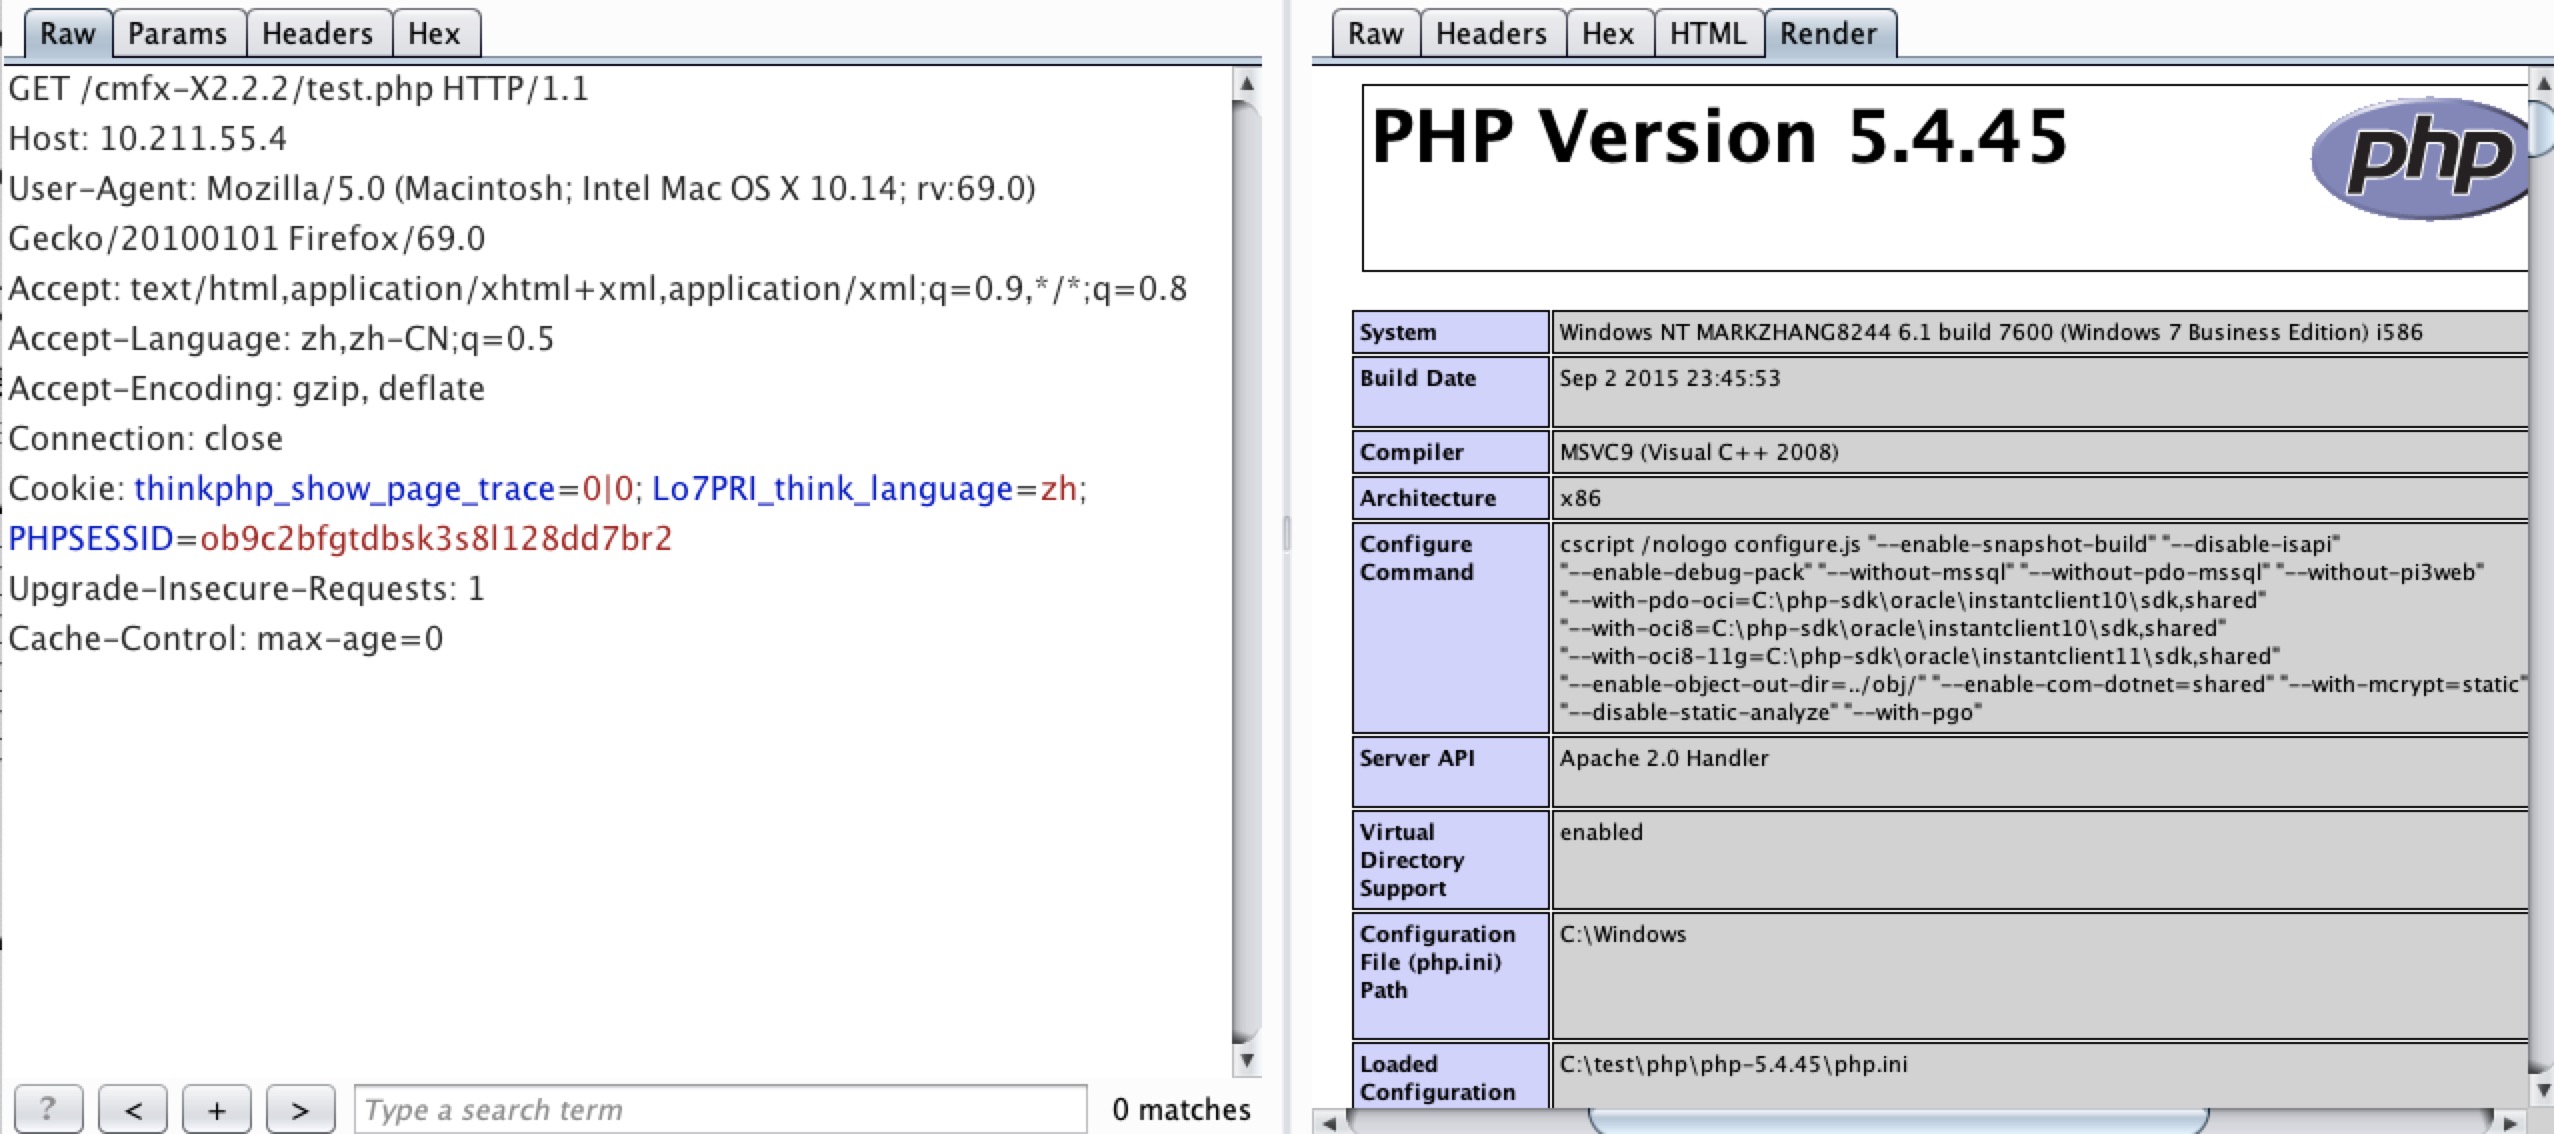 Raw Params Headers Hex
GET /cmfx-X2.2.2/test.php HTTP/1.1
Host: 10.211.55.4
User-Agent: Mozilla/5.0 (Macintosh; Intel Mac OS X 10.14; rv:69.0)
Gecko/20100101 Firefox/69.0
Accept: text/html,application/xhtml+xml,application/xml;q=0.9,*/*;q=0.8
Accept-Language: zh,zh-CN;q=0.5
Accept-Encoding: gzip, deflate
Connection: close
Cookie: thinkphp_show_page_trace=0|0; Lo7PRI_think_language=zh;
PHPSESSID=ob9c2bfgtdbsk3s8l128dd7br2
Upgrade-Insecure-Requests: 1
Cache-Control: max-age=0
? < + > Type a search term 0 matches
Raw Headers Hex HTML Render
PHP Version 5.4.45
php
System Windows NT MARKZHANG8244 6.1 build 7600 (Windows 7 Business Edition) i586
Build Date Sep 2 2015 23:45:53
Compiler MSVC9 (Visual C++ 2008)
Architecture x86
Configure Command cscript /nologo configure.js "--enable-snapshot-build" "--disable-isapi"
"--enable-debug-pack" "--without-mssql" "--without-pdo-mssql" "--without-pi3web"
"--with-pdo-oci=C:\php-sdk\oracle\instantclient10\sdk,shared"
"--with-oci8=C:\php-sdk\oracle\instantclient10\sdk,shared"
"--with-oci8-11g=C:\php-sdk\oracle\instantclient11\sdk,shared"
"--enable-object-out-dir=../obj/" "--enable-com-dotnet=shared" "--with-mcrypt=static"
"--disable-static-analyze" "--with-pgo"
Server API Apache 2.0 Handler
Virtual Directory Support enabled
Configuration File (php.ini) Path C:\Windows
Loaded Configuration C:\test\php\php-5.4.45\php.ini